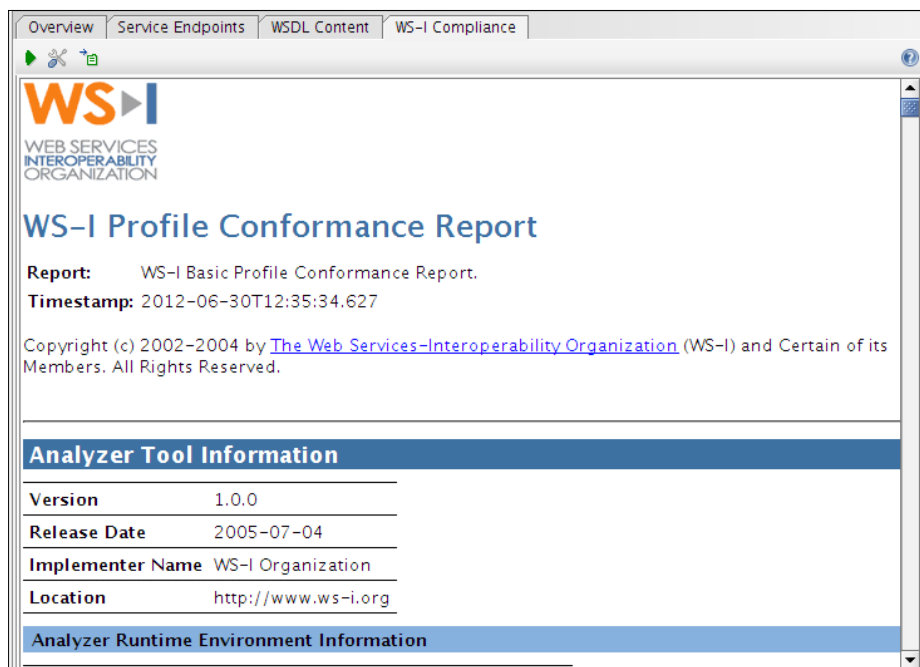 Overview Service Endpoints WSDL Content WS-I Compliance
WS-I
WEB SERVICES
INTEROPERABILITY
ORGANIZATION
WS-I Profile Conformance Report
Report: WS-I Basic Profile Conformance Report.
Timestamp: 2012-06-30T12:35:34.627
Copyright (c) 2002-2004 by The Web Services-Interoperability Organization (WS-I) and Certain of its
Members. All Rights Reserved.
Analyzer Tool Information
Version 1.0.0
Release Date 2005-07-04
Implementer Name WS-I Organization
Location http://www.ws-i.org
Analyzer Runtime Environment Information